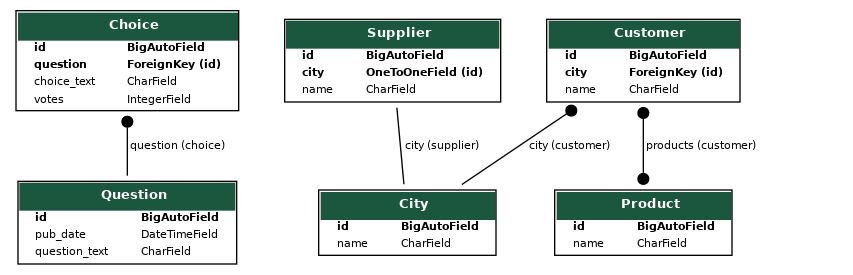 Choice
id BigAutoField
question ForeignKey (id)
choice_text CharField
votes IntegerField
Supplier
id BigAutoField
city OneToOneField (id)
name CharField
Customer
id BigAutoField
city ForeignKey (id)
name CharField
question (choice)
city (supplier)
city (customer)
products (customer)
Question
id BigAutoField
pub_date DateTimeField
question_text CharField
City
id BigAutoField
name CharField
Product
id BigAutoField
name CharField